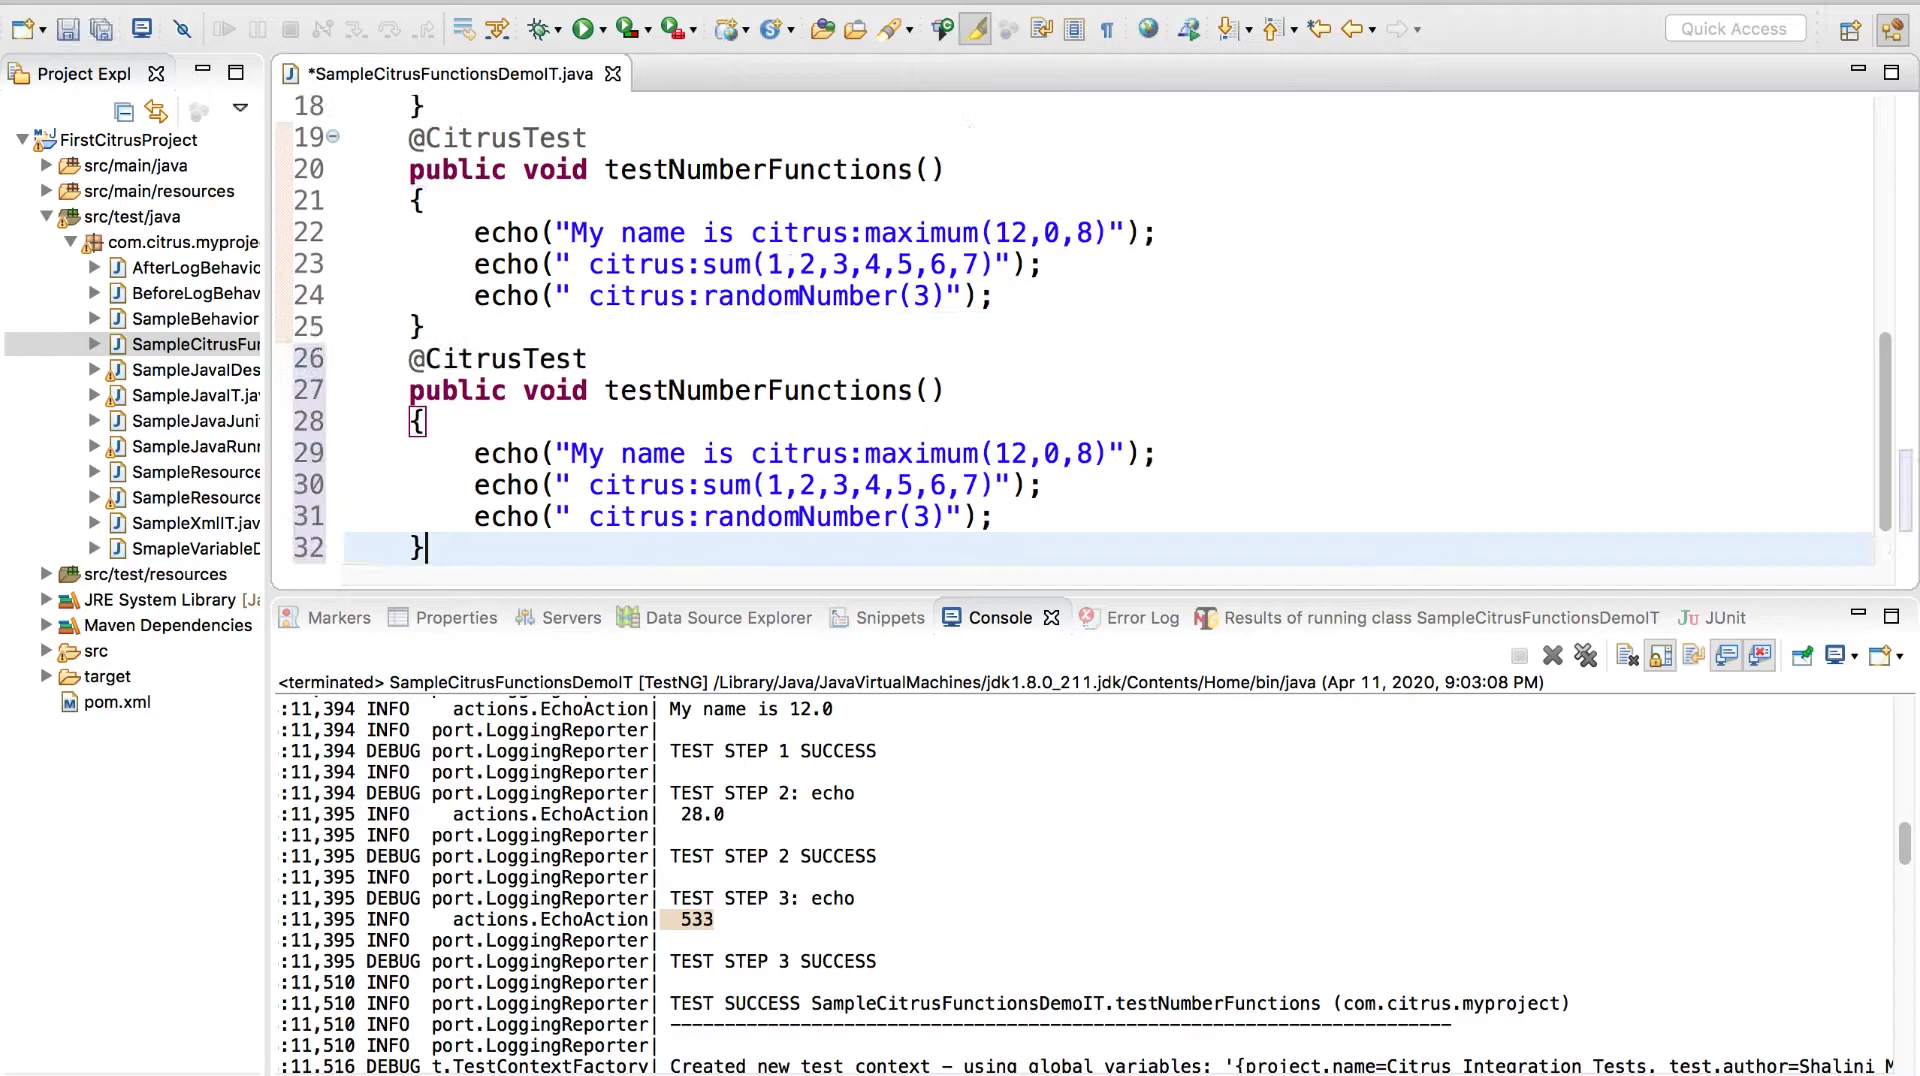 Quick Access
Project Expl
*SampleCitrusFunctionsDemoIT.java
FirstCitrusProject
src/main/java
src/main/resources
src/test/java
com.citrus.myproje
AfterLogBehavio
BeforeLogBehav
SampleBehavior
SampleCitrusFur
SampleJavaIDes
SampleJavaIT.jav
SampleJavaJuni
SampleJavaRunr
SampleResource
SampleResource
SampleXmlIT.jav
SmapleVariableD
src/test/resources
JRE System Library [Ja
Maven Dependencies
src
target
pom.xml
18 }
19 @CitrusTest
20 public void testNumberFunctions()
21 {
22 echo("My name is citrus:maximum(12,0,8)");
23 echo(" citrus:sum(1,2,3,4,5,6,7)");
24 echo(" citrus:randomNumber(3)");
25 }
26 @CitrusTest
27 public void testNumberFunctions()
28 {
29 echo("My name is citrus:maximum(12,0,8)");
30 echo(" citrus:sum(1,2,3,4,5,6,7)");
31 echo(" citrus:randomNumber(3)");
32 }
Markers Properties Servers Data Source Explorer Snippets Console Error Log Results of running class SampleCitrusFunctionsDemoIT JUnit
<terminated> SampleCitrusFunctionsDemoIT [TestNG] /Library/Java/JavaVirtualMachines/jdk1.8.0_211.jdk/Contents/Home/bin/java (Apr 11, 2020, 9:03:08 PM)
:11,394 INFO actions.EchoAction| My name is 12.0
:11,394 INFO port.LoggingReporter|
:11,394 DEBUG port.LoggingReporter| TEST STEP 1 SUCCESS
:11,394 INFO port.LoggingReporter|
:11,394 DEBUG port.LoggingReporter| TEST STEP 2: echo
:11,395 INFO actions.EchoAction| 28.0
:11,395 INFO port.LoggingReporter|
:11,395 DEBUG port.LoggingReporter| TEST STEP 2 SUCCESS
:11,395 INFO port.LoggingReporter|
:11,395 DEBUG port.LoggingReporter| TEST STEP 3: echo
:11,395 INFO actions.EchoAction| 533
:11,395 INFO port.LoggingReporter|
:11,395 DEBUG port.LoggingReporter| TEST STEP 3 SUCCESS
:11,510 INFO port.LoggingReporter|
:11,510 INFO port.LoggingReporter| TEST SUCCESS SampleCitrusFunctionsDemoIT.testNumberFunctions (com.citrus.myproject)
:11,510 INFO port.LoggingReporter| ------------------------------------------------------------------------
:11,510 INFO port.LoggingReporter|
:11.516 DEBUG t.TestContextFactory| Created new test context - using global variables: '{project.name=Citrus Integration Tests, test.author=Shalini M